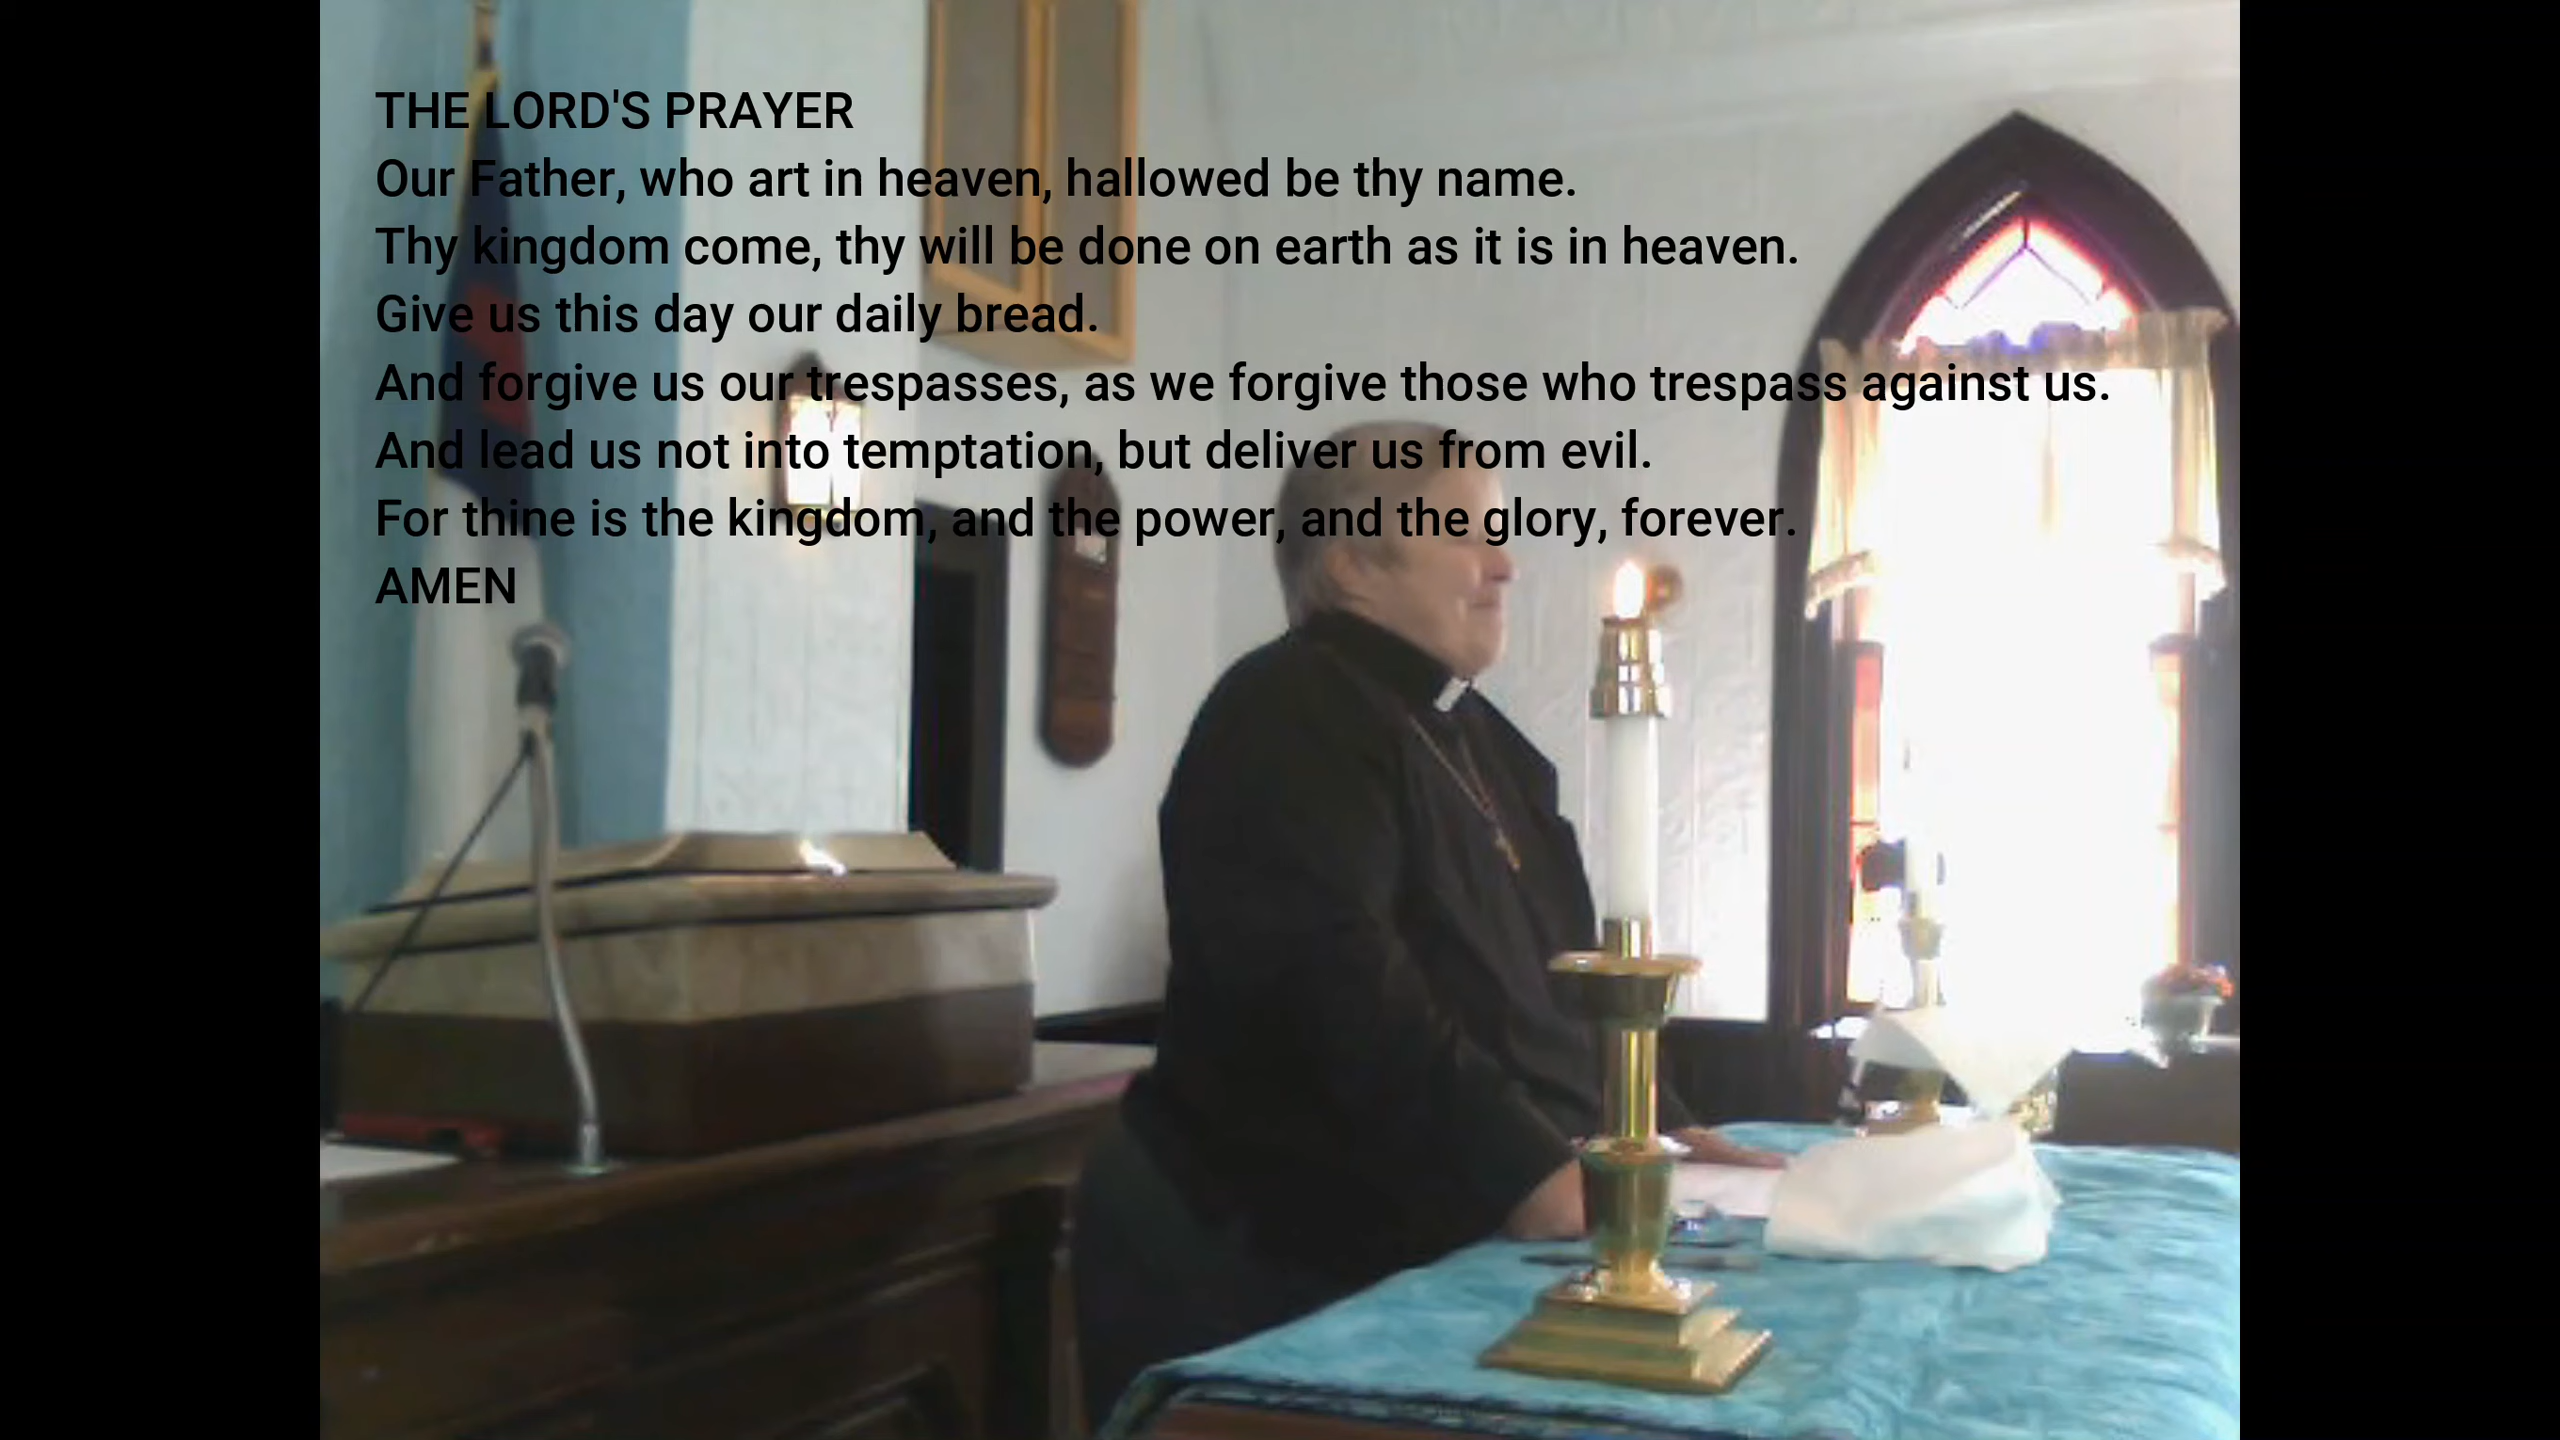 THE LORD'S PRAYER
Our Father, who art in heaven, hallowed be thy name.
Thy kingdom come, thy will be done on earth as it is in heaven.
Give us this day our daily bread.
And forgive us our trespasses, as we forgive those who trespass against us.
And lead us not into temptation, but deliver us from evil.
For thine is the kingdom, and the power, and the glory, forever.
AMEN